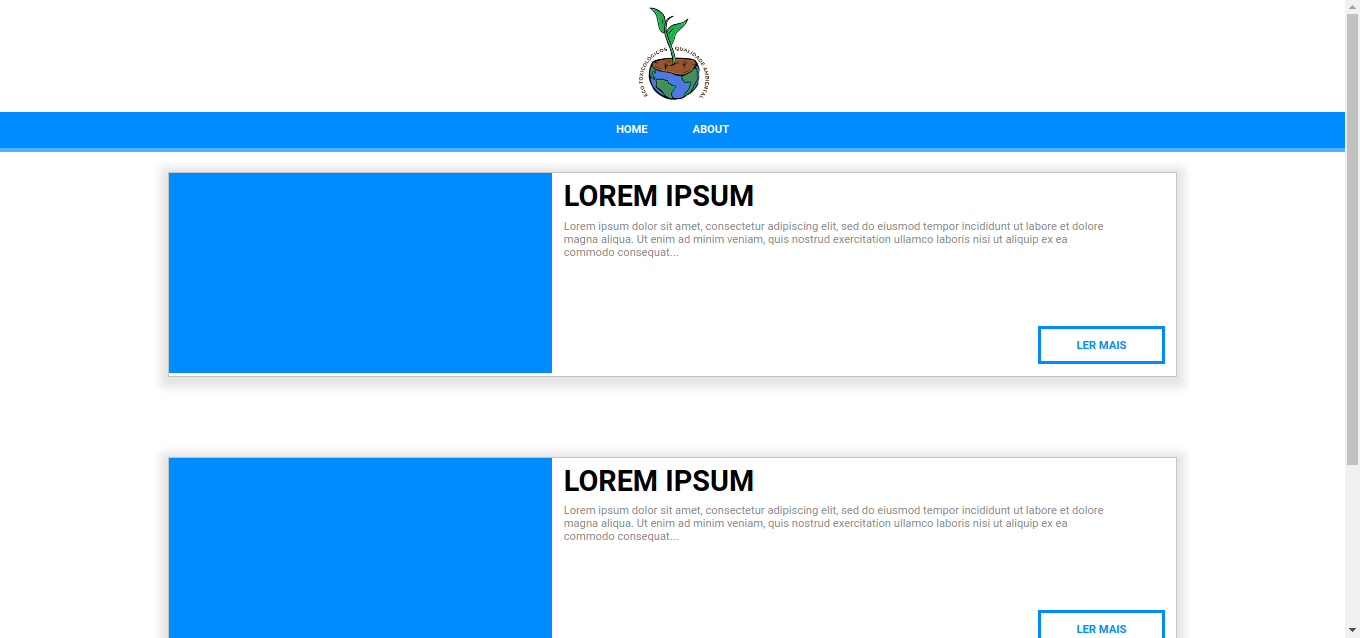 ECO TOXICOLÓGICOS QUALIDADE AMBIENTAL
HOME ABOUT
LOREM IPSUM
Lorem ipsum dolor sit amet, consectetur adipiscing elit, sed do eiusmod tempor incididunt ut labore et dolore
magna aliqua. Ut enim ad minim veniam, quis nostrud exercitation ullamco laboris nisi ut aliquip ex ea
commodo consequat...
LER MAIS
LOREM IPSUM
Lorem ipsum dolor sit amet, consectetur adipiscing elit, sed do eiusmod tempor incididunt ut labore et dolore
magna aliqua. Ut enim ad minim veniam, quis nostrud exercitation ullamco laboris nisi ut aliquip ex ea
commodo consequat...
LER MAIS